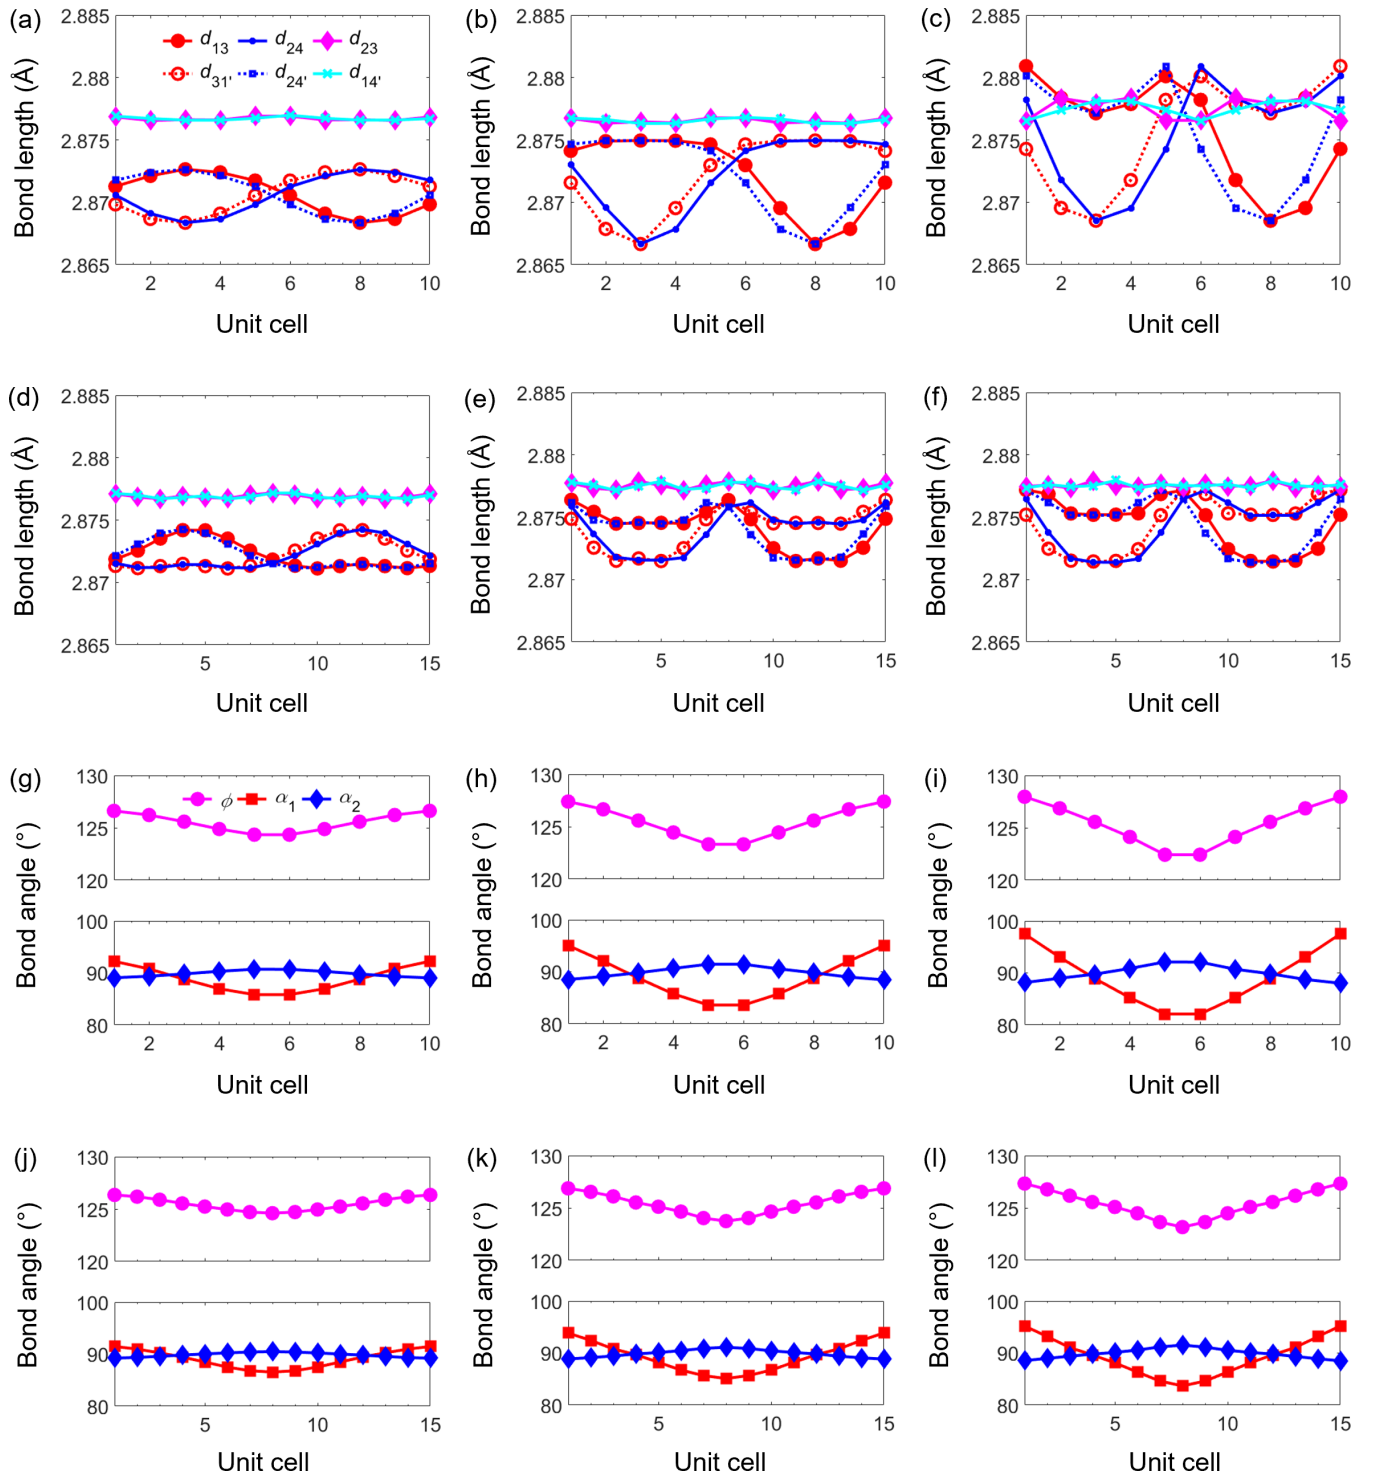 (a) (b) (c)
2.885 2.885 2.885
d13 d24 d23
d31' d24' d14'
2.88 2.88 2.88
2.875 2.875 2.875
2.87 2.87 2.87
2.865 2.865 2.865
Bond length (Å) Bond length (Å) Bond length (Å)
2 4 6 8 10 2 4 6 8 10 2 4 6 8 10
Unit cell Unit cell Unit cell
(d) (e) (f)
2.885 2.885 2.885
2.88 2.88 2.88
2.875 2.875 2.875
2.87 2.87 2.87
2.865 2.865 2.865
Bond length (Å) Bond length (Å) Bond length (Å)
5 10 15 5 10 15 5 10 15
Unit cell Unit cell Unit cell
(g) (h) (i)
130 130 130
ϕ α1 α2
125 125 125
120 120 120
100 100 100
90 90 90
80 80 80
Bond angle (°) Bond angle (°) Bond angle (°)
2 4 6 8 10 2 4 6 8 10 2 4 6 8 10
Unit cell Unit cell Unit cell
(j) (k) (l)
130 130 130
125 125 125
120 120 120
100 100 100
90 90 90
80 80 80
Bond angle (°) Bond angle (°) Bond angle (°)
5 10 15 5 10 15 5 10 15
Unit cell Unit cell Unit cell